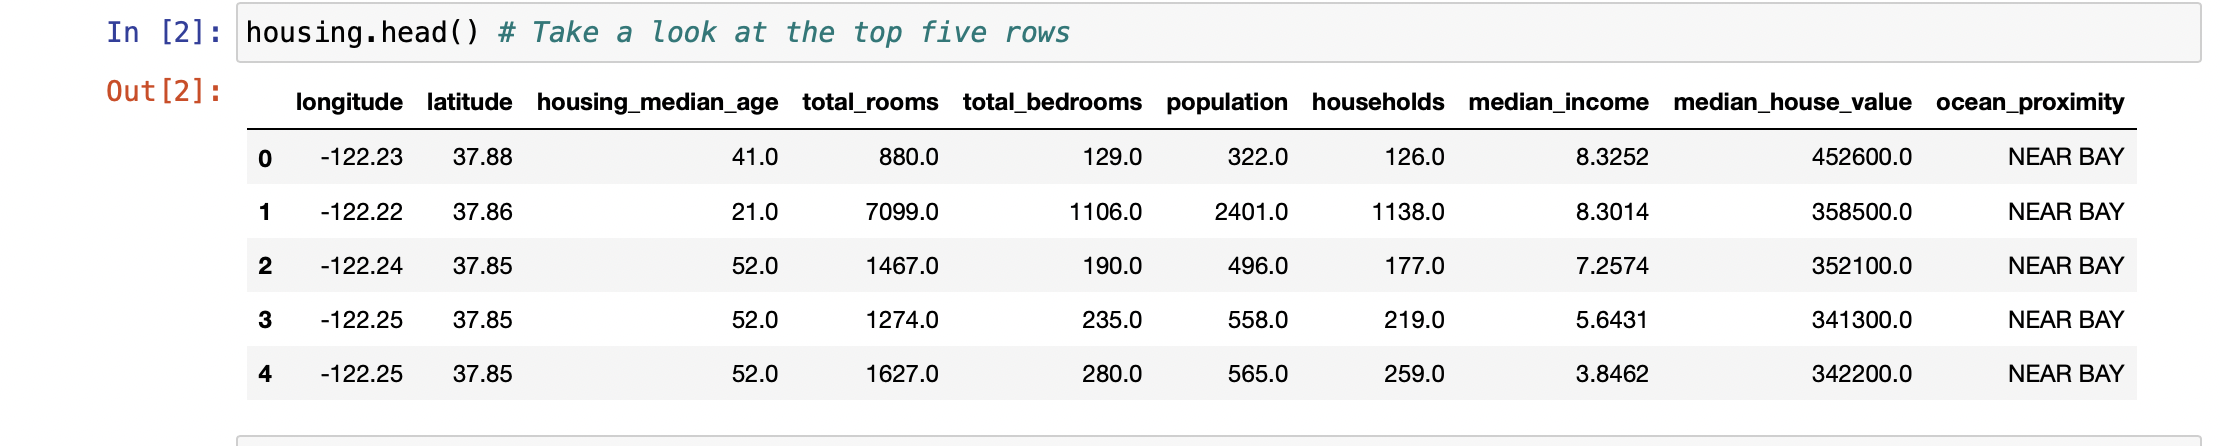 In [2]: housing.head() # Take a look at the top five rows
Out[2]:
longitude latitude housing_median_age total_rooms total_bedrooms population households median_income median_house_value ocean_proximity
0 -122.23 37.88 41.0 880.0 129.0 322.0 126.0 8.3252 452600.0 NEAR BAY
1 -122.22 37.86 21.0 7099.0 1106.0 2401.0 1138.0 8.3014 358500.0 NEAR BAY
2 -122.24 37.85 52.0 1467.0 190.0 496.0 177.0 7.2574 352100.0 NEAR BAY
3 -122.25 37.85 52.0 1274.0 235.0 558.0 219.0 5.6431 341300.0 NEAR BAY
4 -122.25 37.85 52.0 1627.0 280.0 565.0 259.0 3.8462 342200.0 NEAR BAY